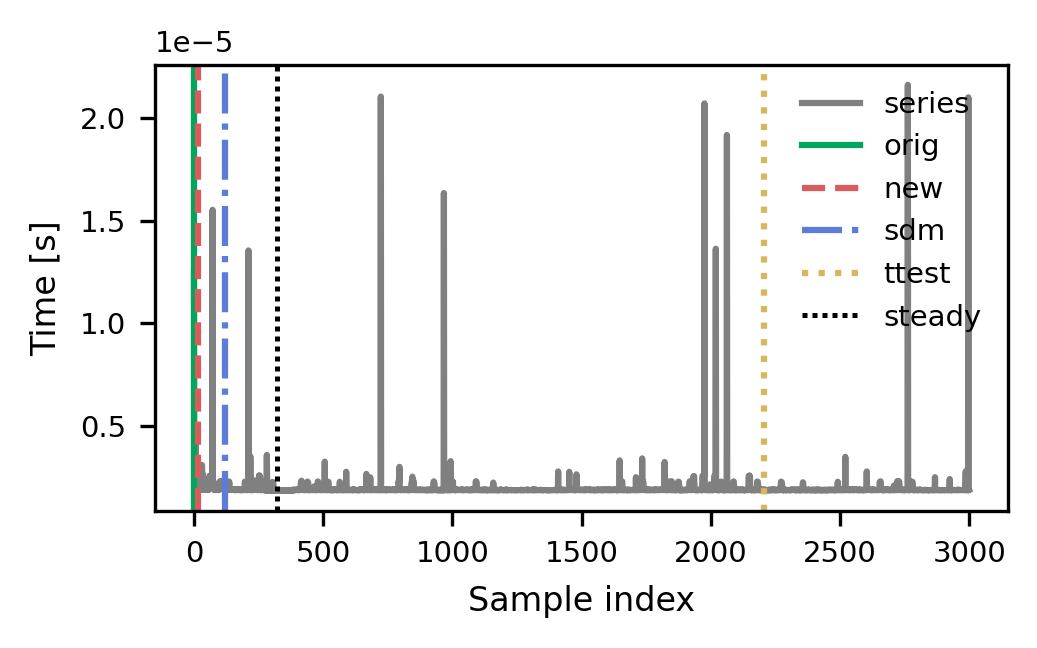 1e−5
2.0
1.5
1.0
0.5
Time [s]
series
orig
new
sdm
ttest
steady
0 500 1000 1500 2000 2500 3000
Sample index